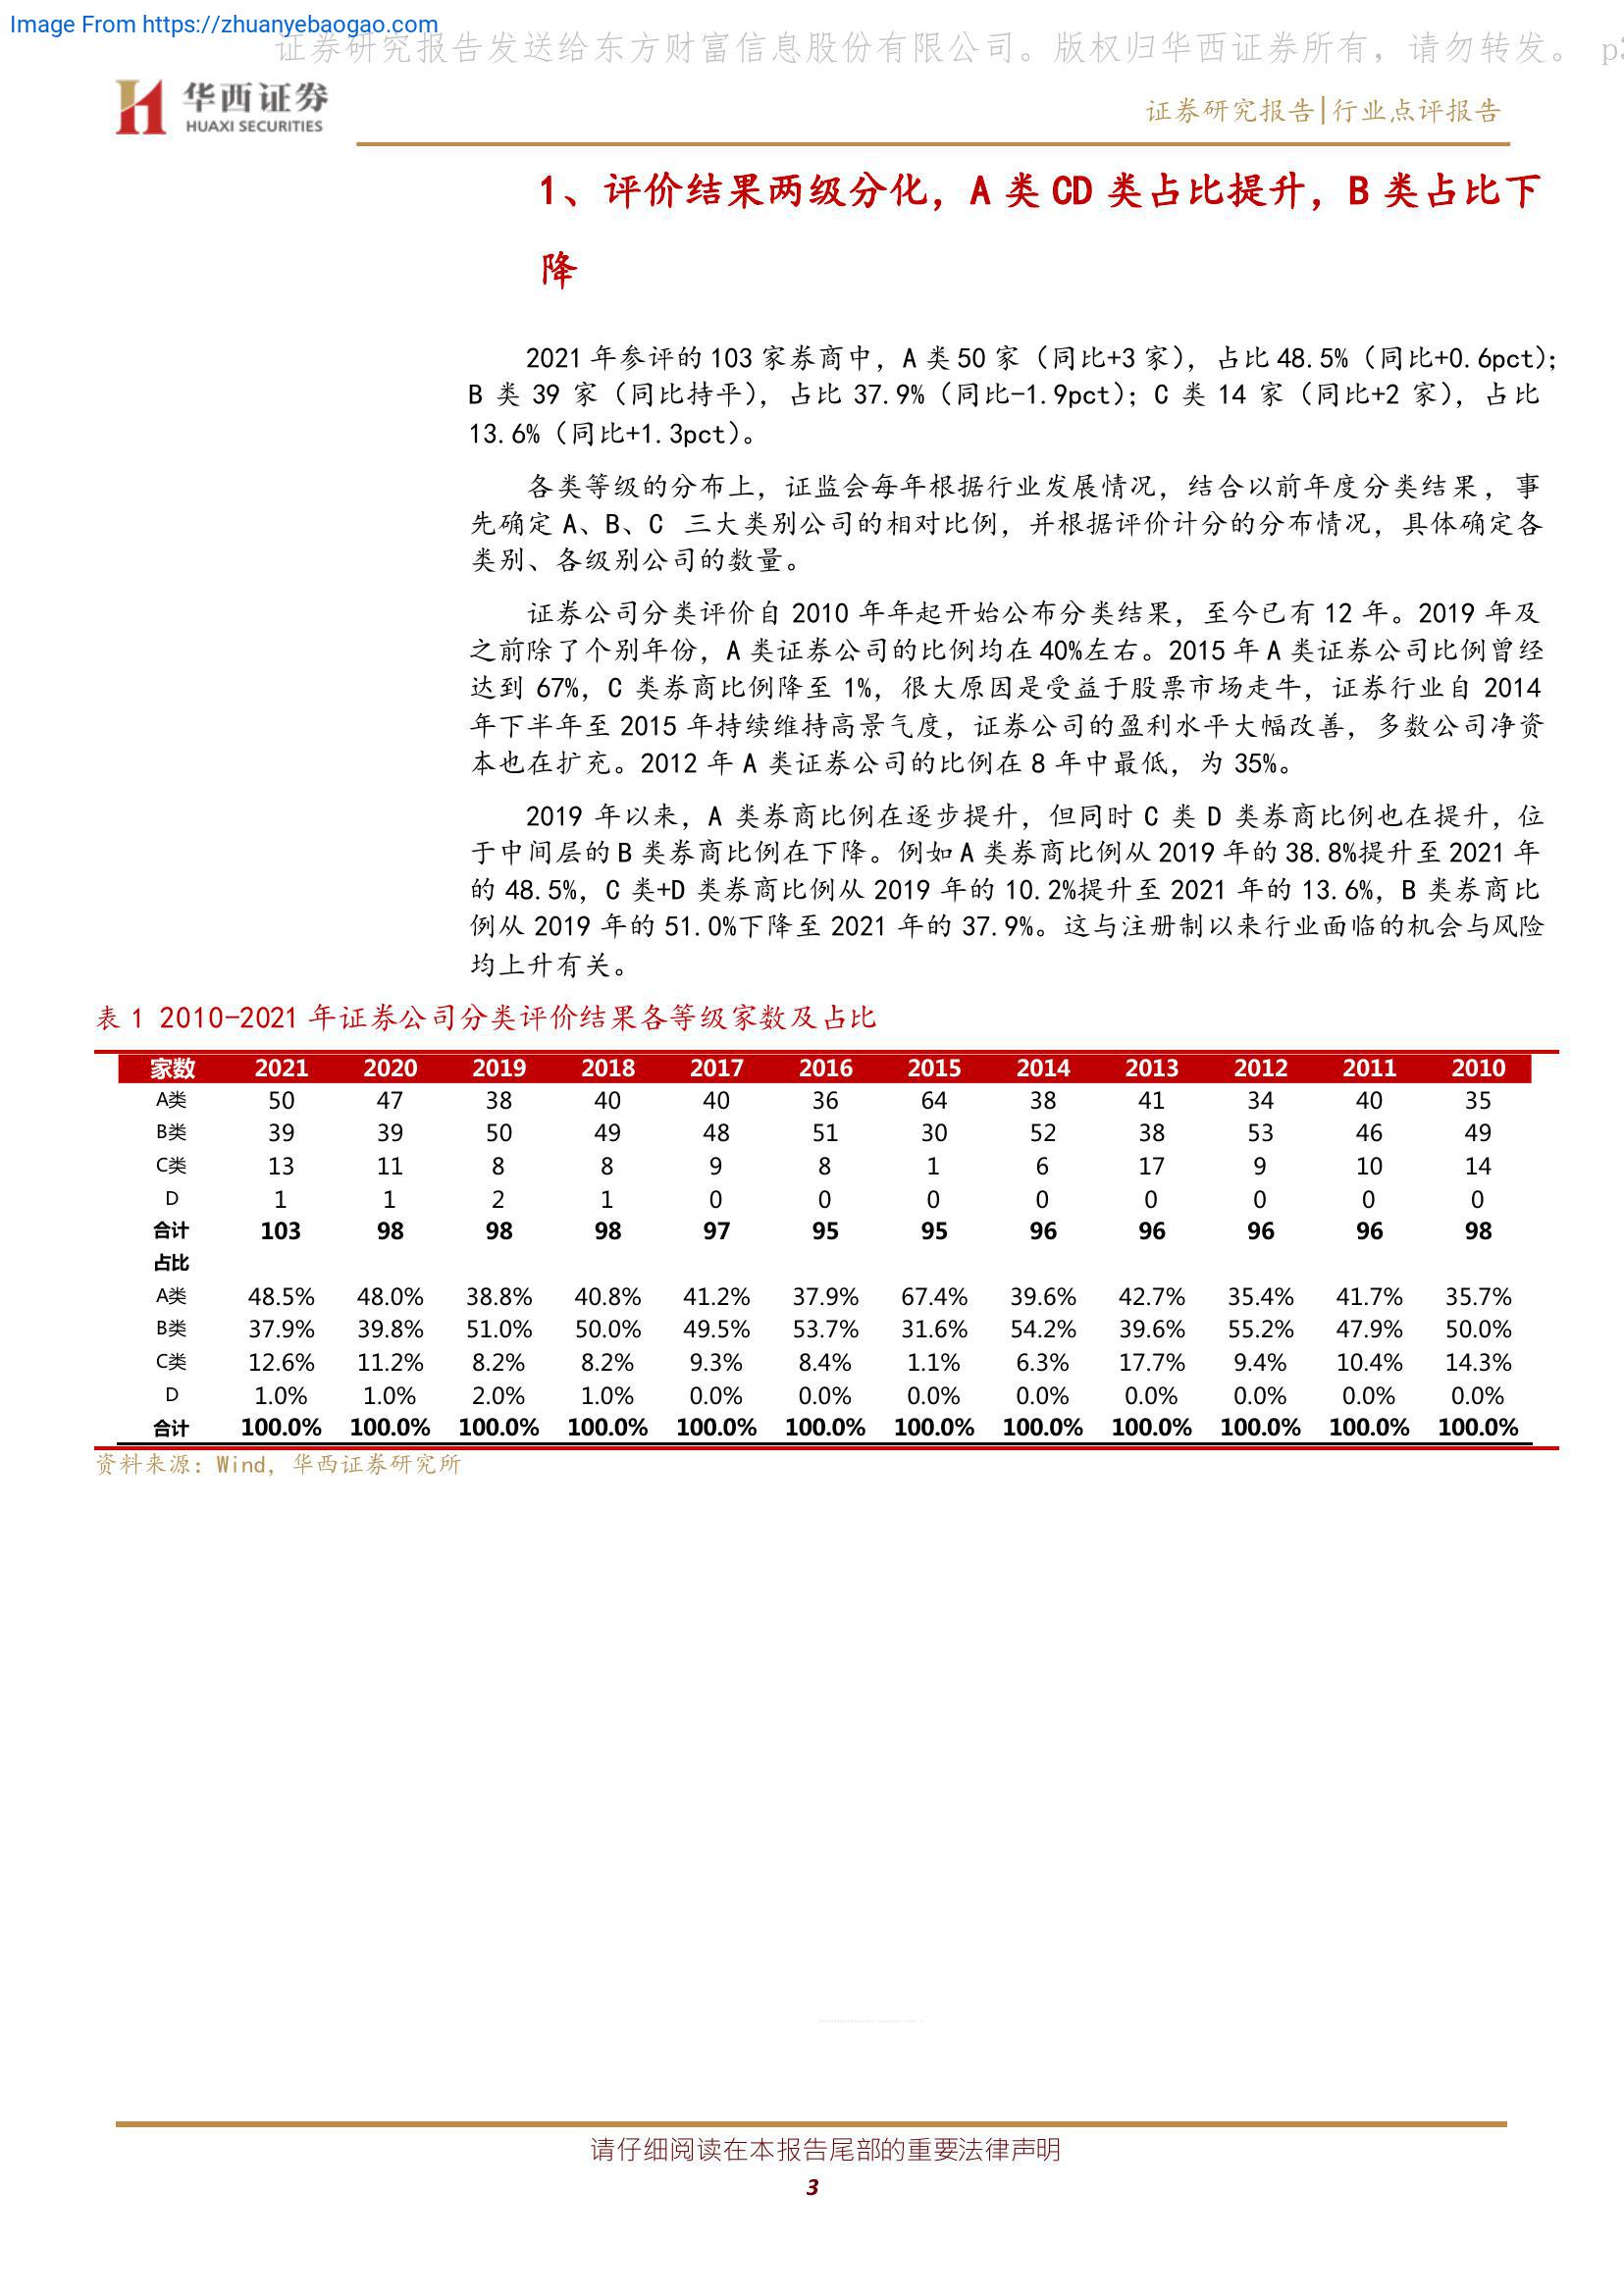 Image From https://zhuanyebaogao.com
证券研究报告发送给东方财富信息股份有限公司。版权归华西证券所有，请勿转发。 p3
华西证券
HUAXI SECURITIES
证券研究报告|行业点评报告
1、评价结果两级分化，A 类 CD 类占比提升，B 类占比下
降
2021 年参评的 103 家券商中，A 类 50 家（同比+3 家），占比 48.5%（同比+0.6pct）；
B 类 39 家（同比持平），占比 37.9%（同比-1.9pct）；C 类 14 家（同比+2 家），占比
13.6%（同比+1.3pct）。
各类等级的分布上，证监会每年根据行业发展情况，结合以前年度分类结果，事
先确定 A、B、C 三大类别公司的相对比例，并根据评价计分的分布情况，具体确定各
类别、各级别公司的数量。
证券公司分类评价自 2010 年年起开始公布分类结果，至今已有 12 年。2019 年及
之前除了个别年份，A 类证券公司的比例均在 40%左右。2015 年 A 类证券公司比例曾经
达到 67%，C 类券商比例降至 1%，很大原因是受益于股票市场走牛，证券行业自 2014
年下半年至 2015 年持续维持高景气度，证券公司的盈利水平大幅改善，多数公司净资
本也在扩充。2012 年 A 类证券公司的比例在 8 年中最低，为 35%。
2019 年以来，A 类券商比例在逐步提升，但同时 C 类 D 类券商比例也在提升，位
于中间层的 B 类券商比例在下降。例如 A 类券商比例从 2019 年的 38.8%提升至 2021 年
的 48.5%，C 类+D 类券商比例从 2019 年的 10.2%提升至 2021 年的 13.6%，B 类券商比
例从 2019 年的 51.0%下降至 2021 年的 37.9%。这与注册制以来行业面临的机会与风险
均上升有关。
表 1 2010-2021 年证券公司分类评价结果各等级家数及占比
家数 2021 2020 2019 2018 2017 2016 2015 2014 2013 2012 2011 2010
A类 50 47 38 40 40 36 64 38 41 34 40 35
B类 39 39 50 49 48 51 30 52 38 53 46 49
C类 13 11 8 8 9 8 1 6 17 9 10 14
D 1 1 2 1 0 0 0 0 0 0 0 0
合计 103 98 98 98 97 95 95 96 96 96 96 98
占比
A类 48.5% 48.0% 38.8% 40.8% 41.2% 37.9% 67.4% 39.6% 42.7% 35.4% 41.7% 35.7%
B类 37.9% 39.8% 51.0% 50.0% 49.5% 53.7% 31.6% 54.2% 39.6% 55.2% 47.9% 50.0%
C类 12.6% 11.2% 8.2% 8.2% 9.3% 8.4% 1.1% 6.3% 17.7% 9.4% 10.4% 14.3%
D 1.0% 1.0% 2.0% 1.0% 0.0% 0.0% 0.0% 0.0% 0.0% 0.0% 0.0% 0.0%
合计 100.0% 100.0% 100.0% 100.0% 100.0% 100.0% 100.0% 100.0% 100.0% 100.0% 100.0% 100.0%
资料来源：Wind，华西证券研究所
请仔细阅读在本报告尾部的重要法律声明
3